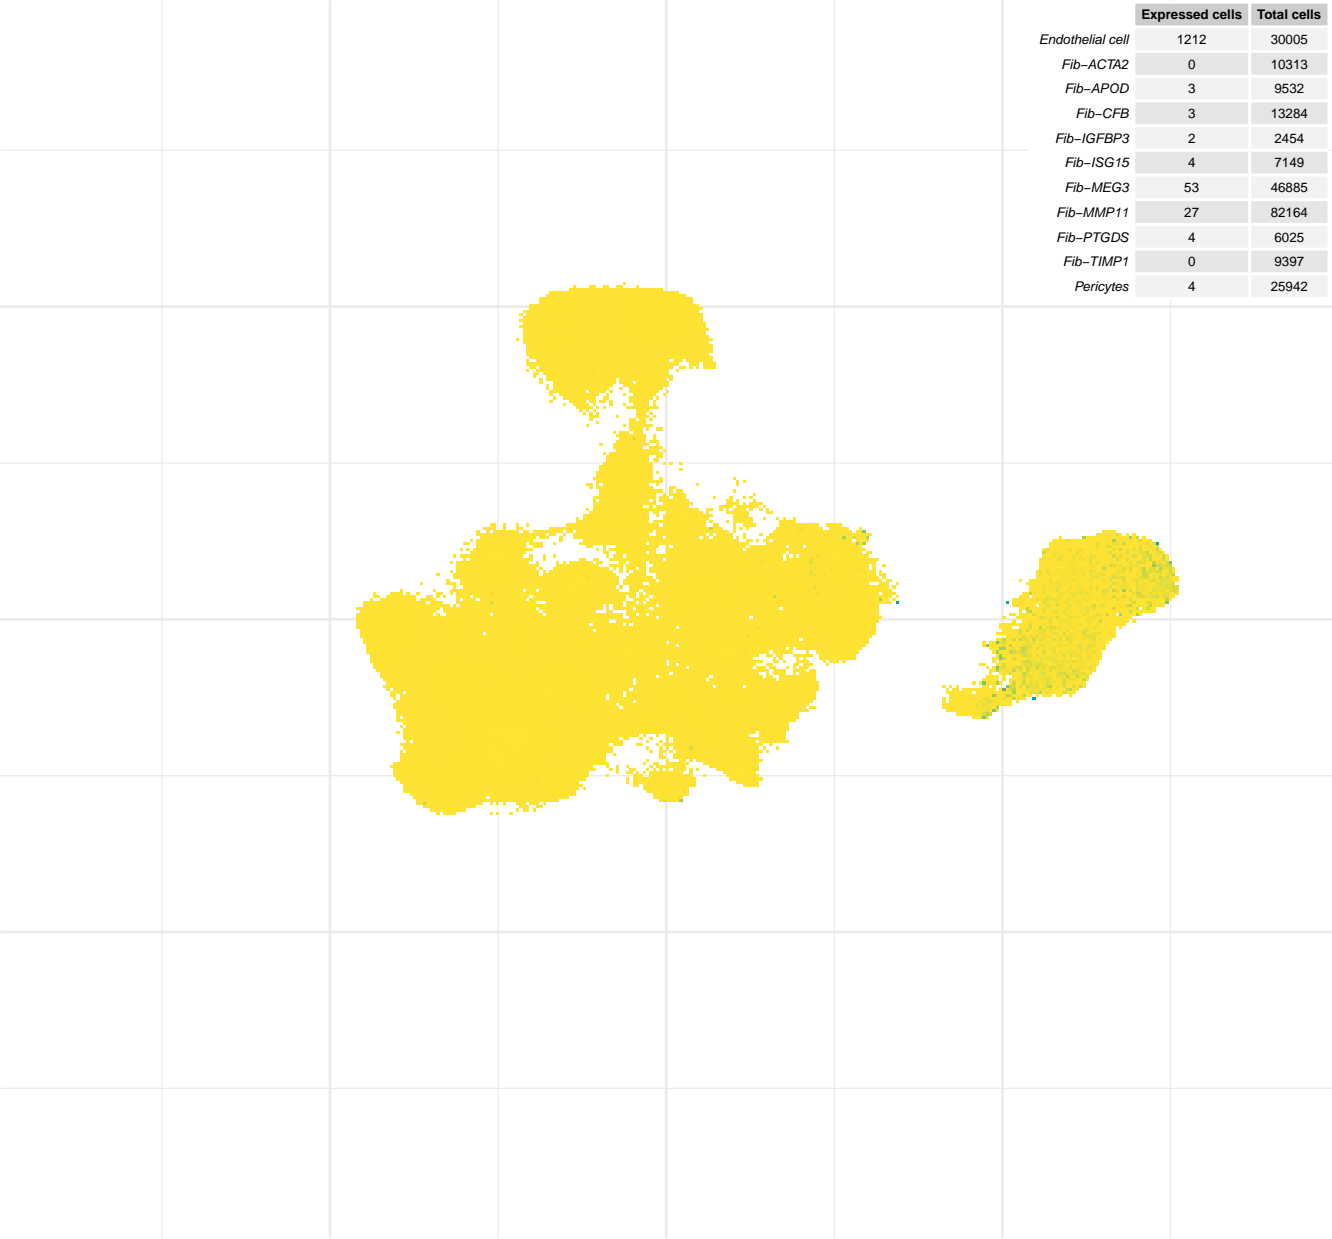 Expressed cells Total cells
Endothelial cell 1212 30005
Fib−ACTA2 0 10313
Fib−APOD 3 9532
Fib−CFB 3 13284
Fib−IGFBP3 2 2454
Fib−ISG15 4 7149
Fib−MEG3 53 46885
Fib−MMP11 27 82164
Fib−PTGDS 4 6025
Fib−TIMP1 0 9397
Pericytes 4 25942